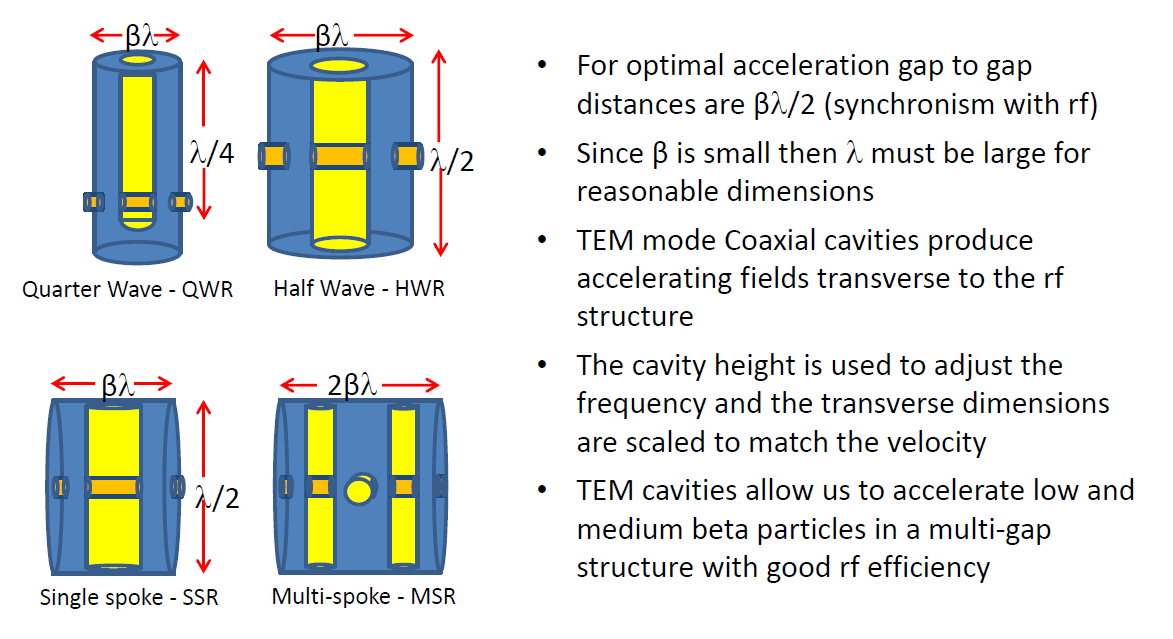 βλ
λ/4
Quarter Wave - QWR
βλ
λ/2
Half Wave - HWR
βλ
λ/2
Single spoke - SSR
2βλ
Multi-spoke - MSR
• For optimal acceleration gap to gap
distances are βλ/2 (synchronism with rf)
• Since β is small then λ must be large for
reasonable dimensions
• TEM mode Coaxial cavities produce
accelerating fields transverse to the rf
structure
• The cavity height is used to adjust the
frequency and the transverse dimensions
are scaled to match the velocity
• TEM cavities allow us to accelerate low and
medium beta particles in a multi-gap
structure with good rf efficiency